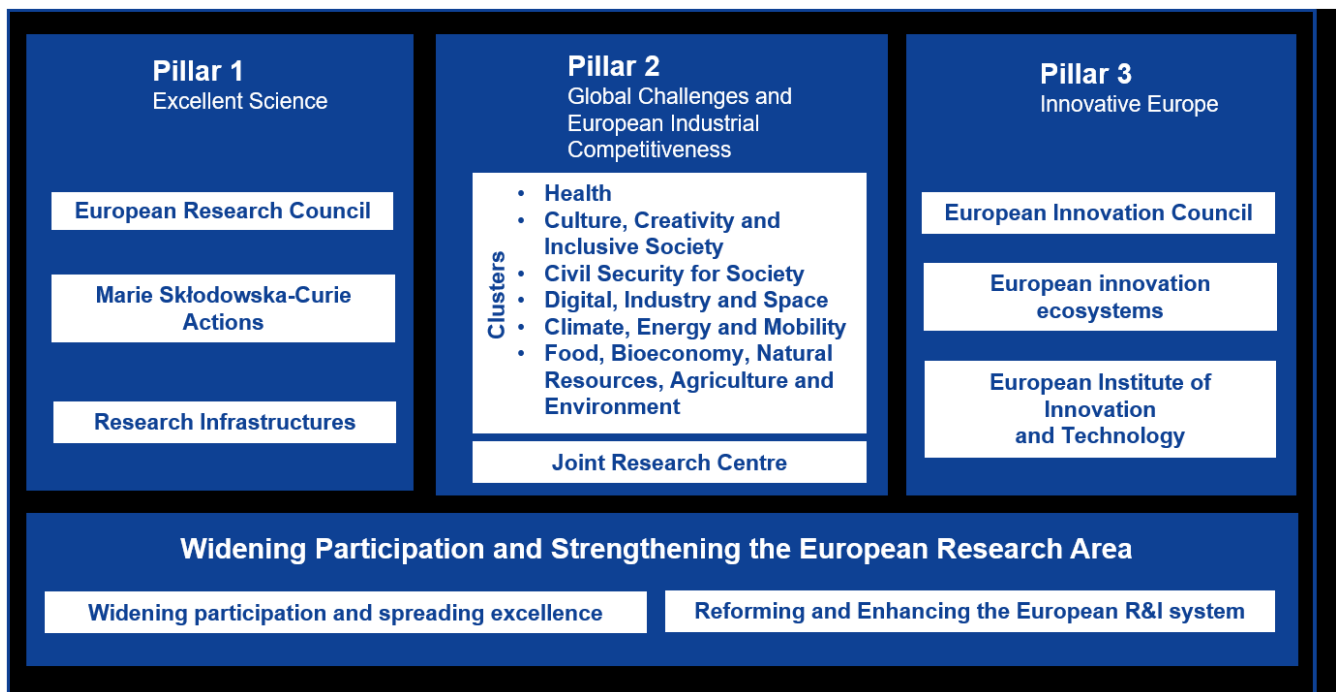 Pillar 1
Excellent Science
European Research Council
Marie Skłodowska-Curie
Actions
Research Infrastructures
Pillar 2
Global Challenges and
European Industrial
Competitiveness
Clusters
• Health
• Culture, Creativity and
Inclusive Society
• Civil Security for Society
• Digital, Industry and Space
• Climate, Energy and Mobility
• Food, Bioeconomy, Natural
Resources, Agriculture and
Environment
Joint Research Centre
Pillar 3
Innovative Europe
European Innovation Council
European innovation
ecosystems
European Institute of
Innovation
and Technology
Widening Participation and Strengthening the European Research Area
Widening participation and spreading excellence
Reforming and Enhancing the European R&I system